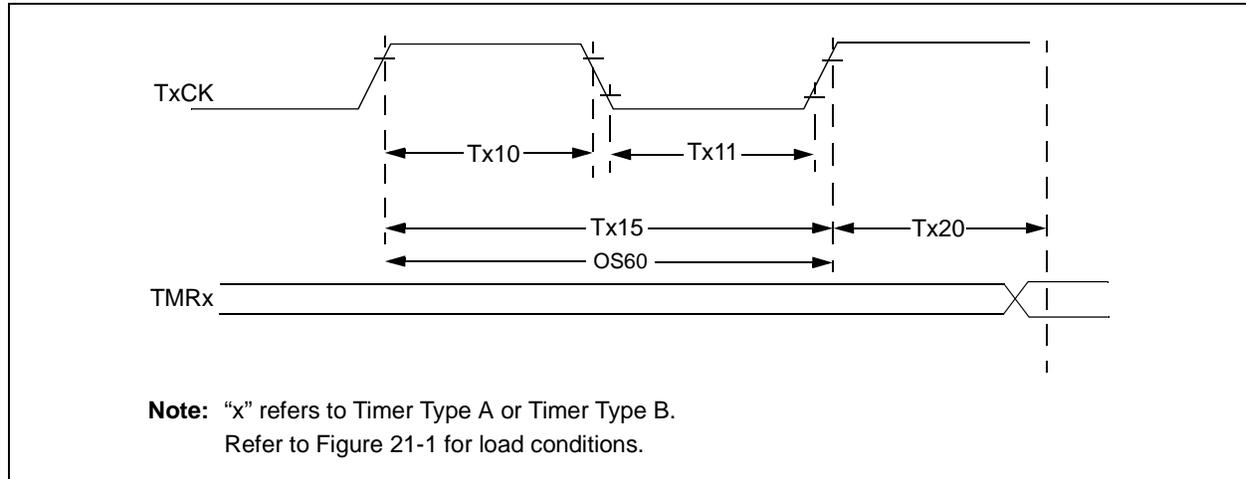 TxCK
Tx10
Tx11
Tx15
Tx20
OS60
TMRx
Note: “x” refers to Timer Type A or Timer Type B.
Refer to Figure 21-1 for load conditions.